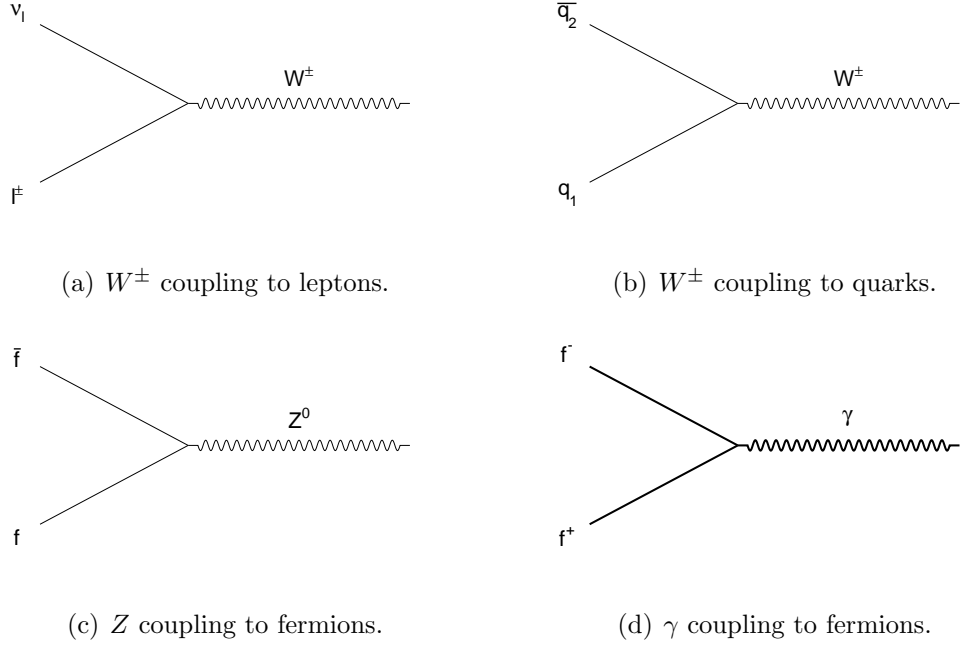 ν_l
W^±
l^±
(a) W^± coupling to leptons.
q̅_2
W^±
q_1
(b) W^± coupling to quarks.
f̄
Z^0
f
(c) Z coupling to fermions.
f^-
γ
f^+
(d) γ coupling to fermions.